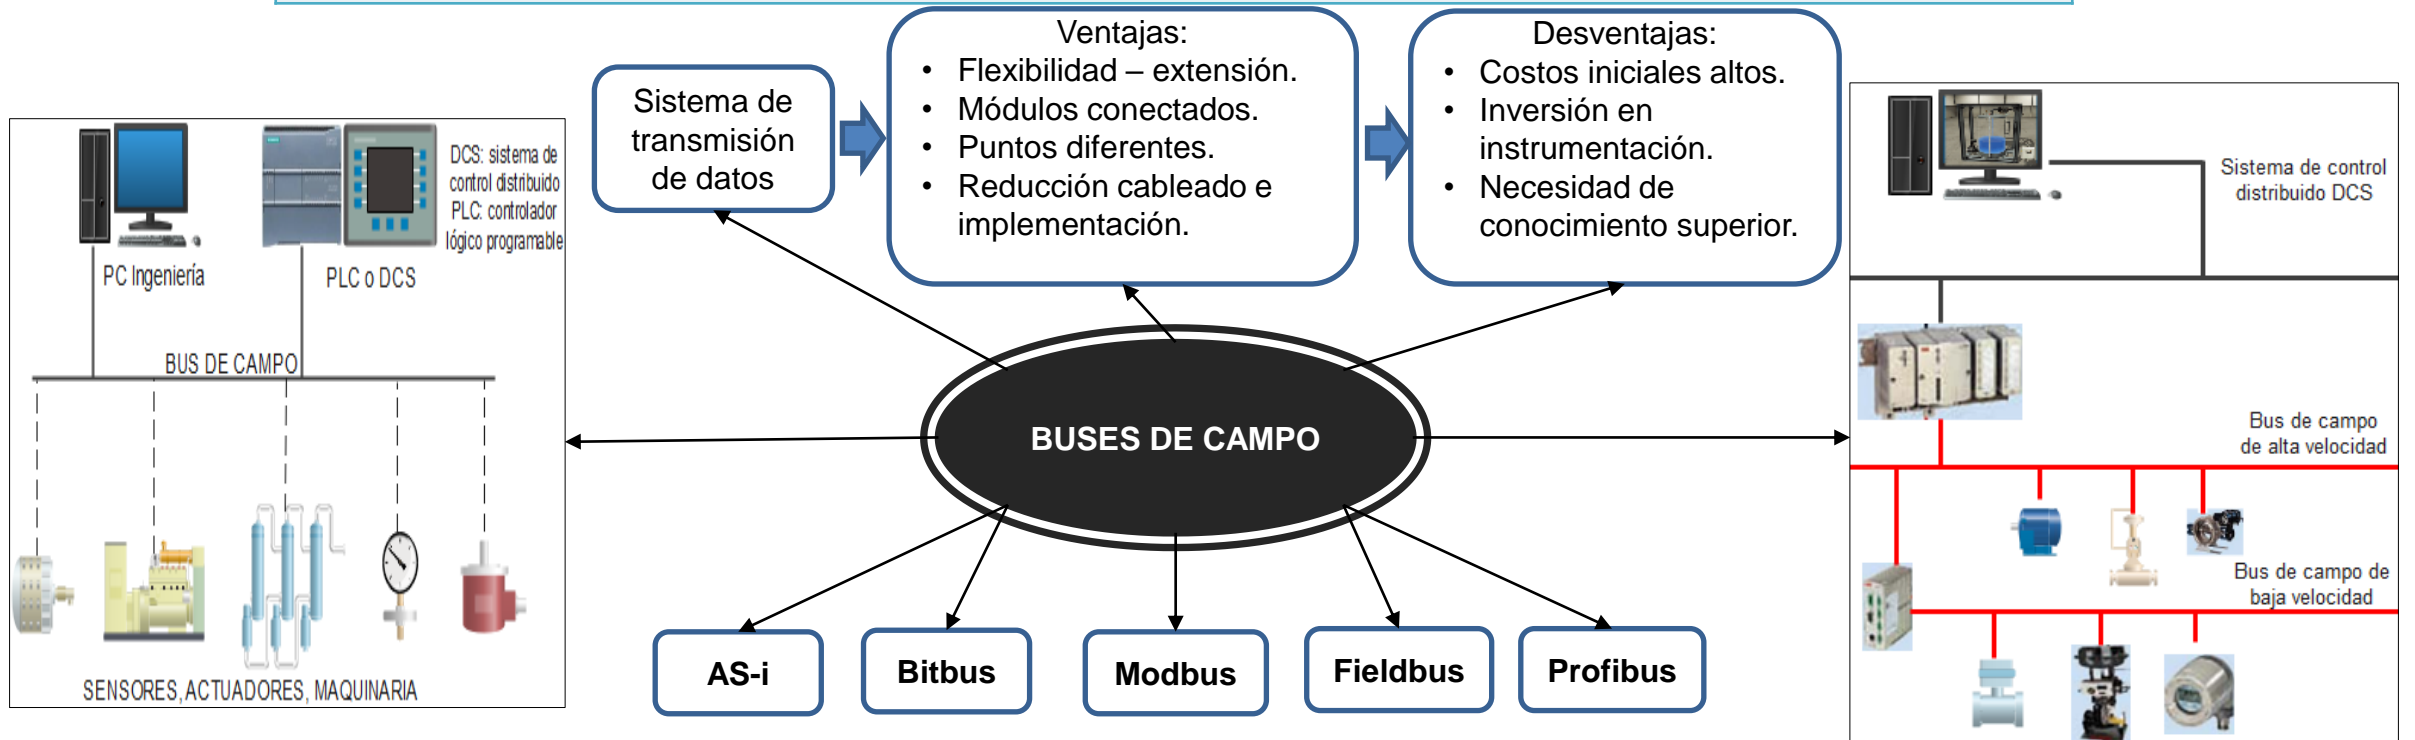 DCS: sistema de
control distribuido
PLC: controlador
lógico programable
PC Ingeniería
PLC o DCS
BUS DE CAMPO
SENSORES, ACTUADORES, MAQUINARIA
Sistema de
transmisión
de datos
Ventajas:
• Flexibilidad – extensión.
• Módulos conectados.
• Puntos diferentes.
• Reducción cableado e
implementación.
Desventajas:
• Costos iniciales altos.
• Inversión en
instrumentación.
• Necesidad de
conocimiento superior.
BUSES DE CAMPO
AS-i
Bitbus
Modbus
Fieldbus
Profibus
Sistema de control
distribuido DCS
Bus de campo
de alta velocidad
Bus de campo de
baja velocidad